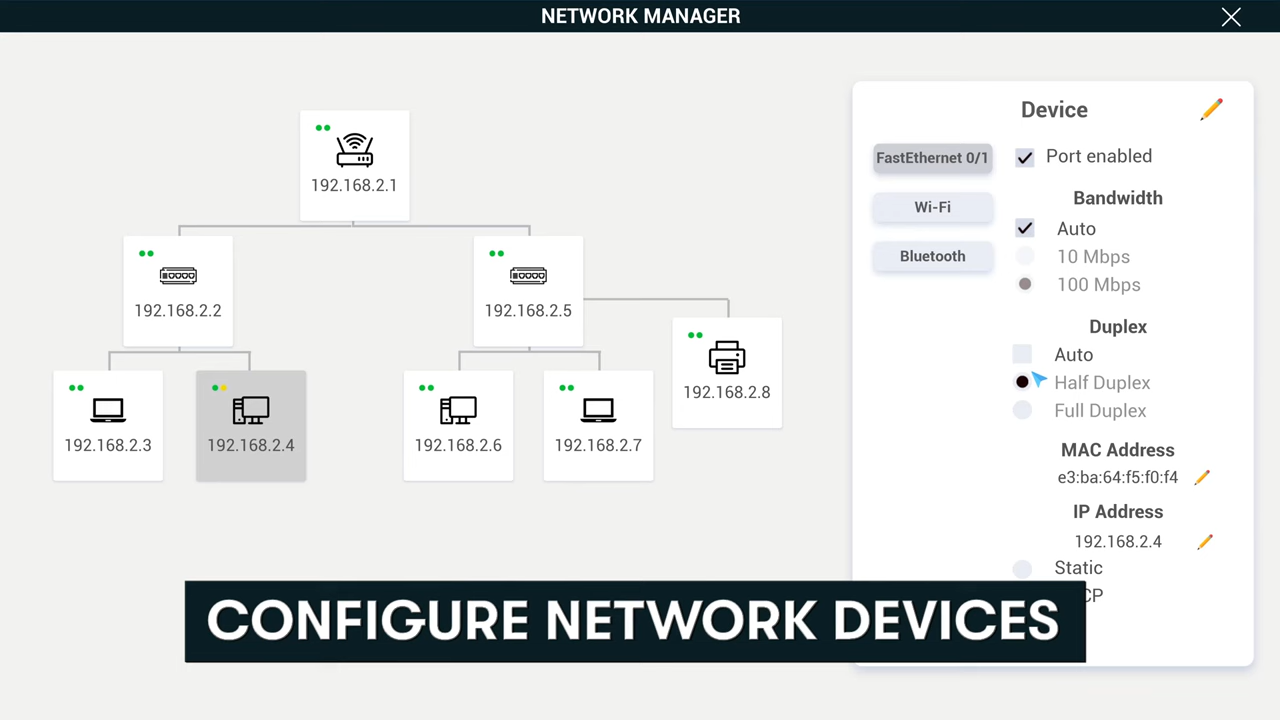 NETWORK MANAGER
192.168.2.1
192.168.2.2
192.168.2.5
192.168.2.8
192.168.2.3
192.168.2.4
192.168.2.6
192.168.2.7
Device
FastEthernet 0/1
Wi-Fi
Bluetooth
Port enabled
Bandwidth
Auto
10 Mbps
100 Mbps
Duplex
Auto
Half Duplex
Full Duplex
MAC Address
e3:ba:64:f5:f0:f4
IP Address
192.168.2.4
Static
CP
CONFIGURE NETWORK DEVICES